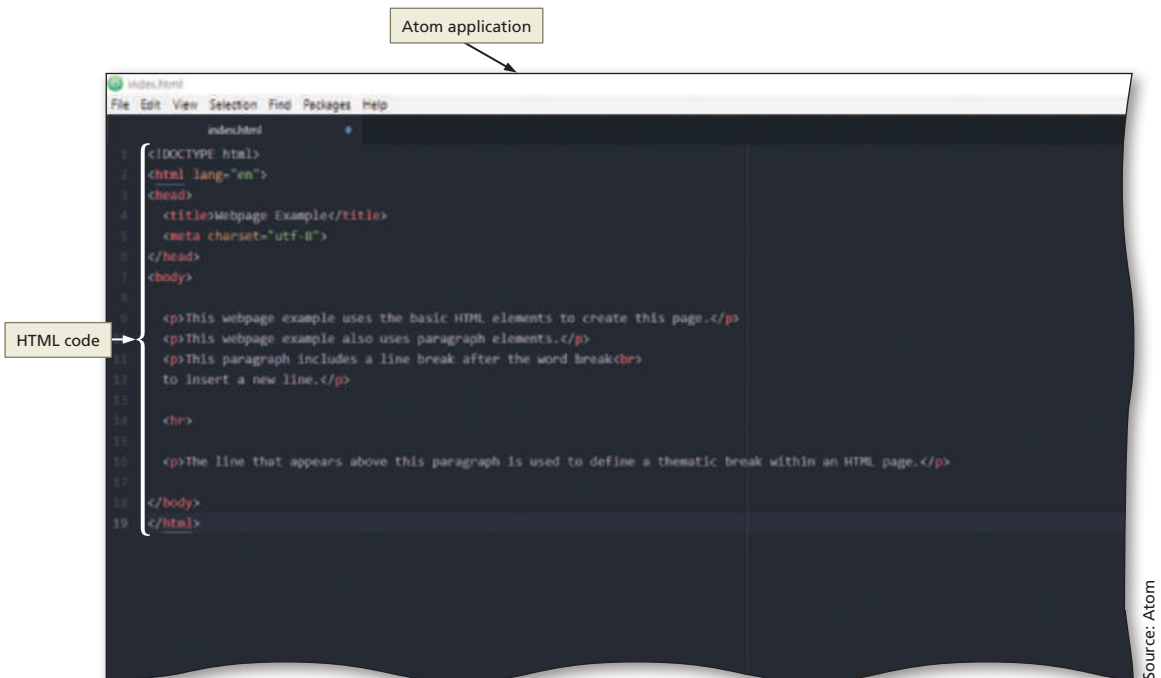 Atom application
index.html
File Edit View Selection Find Packages Help
index.html
1 <!DOCTYPE html>
2 <html lang="en">
3 <head>
4 <title>Webpage Example</title>
5 <meta charset="utf-8">
6 </head>
7 <body>
8
9 <p>This webpage example uses the basic HTML elements to create this page.</p>
HTML code
<p>This webpage example also uses paragraph elements.</p>
11 <p>This paragraph includes a line break after the word break<br>
12 to insert a new line.</p>
13
14 <hr>
15
16 <p>The line that appears above this paragraph is used to define a thematic break within an HTML page.</p>
17
18 </body>
19 </html>
Source: Atom